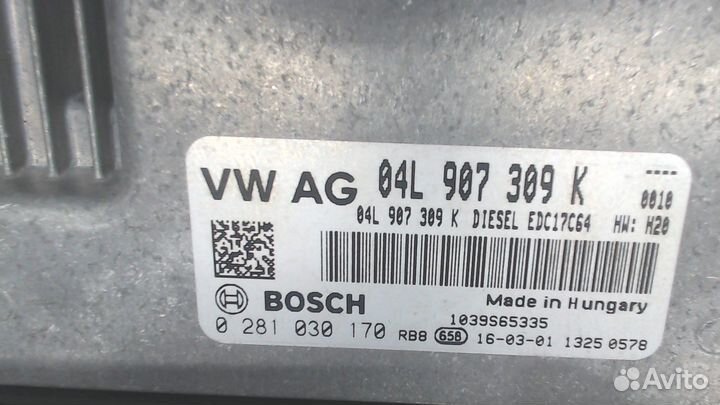 VW AG 04L 907 309 K
----
0010
04L 907 309 K DIESEL EDC17C64 HW: H20
BOSCH
Made in Hungary
1039S65335
0 281 030 170 RB8 658 16-03-01 1325 0578
Avito